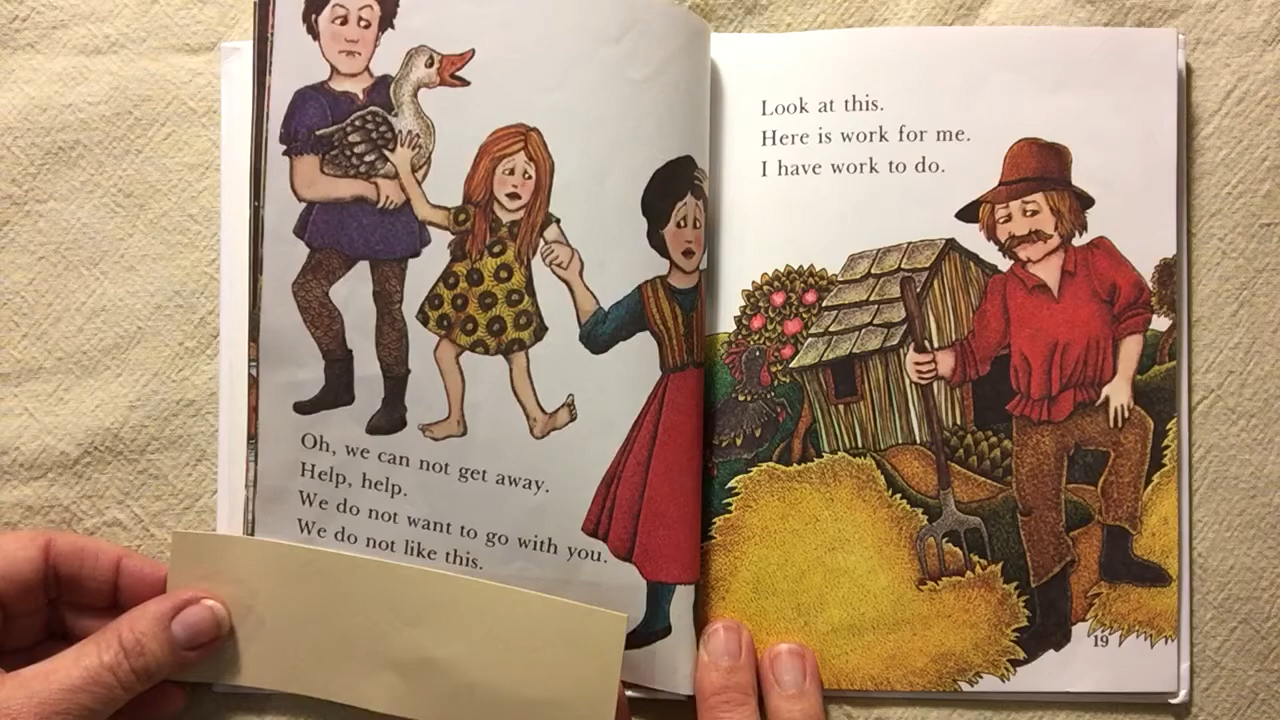 Oh, we can not get away.
Help, help.
We do not want to go with you.
We do not like this.
Look at this.
Here is work for me.
I have work to do.
19